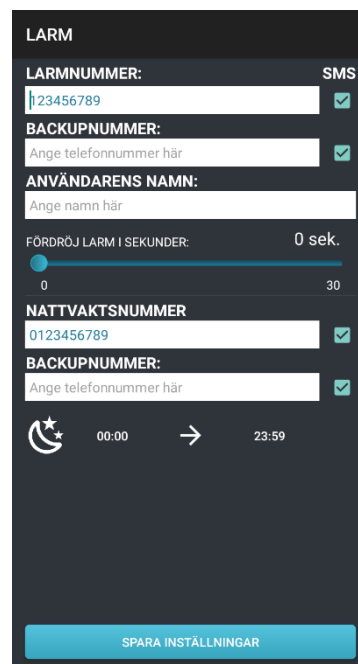 LARM
LARMNUMMER: SMS
123456789
BACKUPNUMMER:
Ange telefonnummer här
ANVÄNDARENS NAMN:
Ange namn här
FÖRDRÖJ LARM I SEKUNDER: 0 sek.
0 30
NATTVAKTSNUMMER
0123456789
BACKUPNUMMER:
Ange telefonnummer här
00:00 → 23:59
SPARA INSTÄLLNINGAR